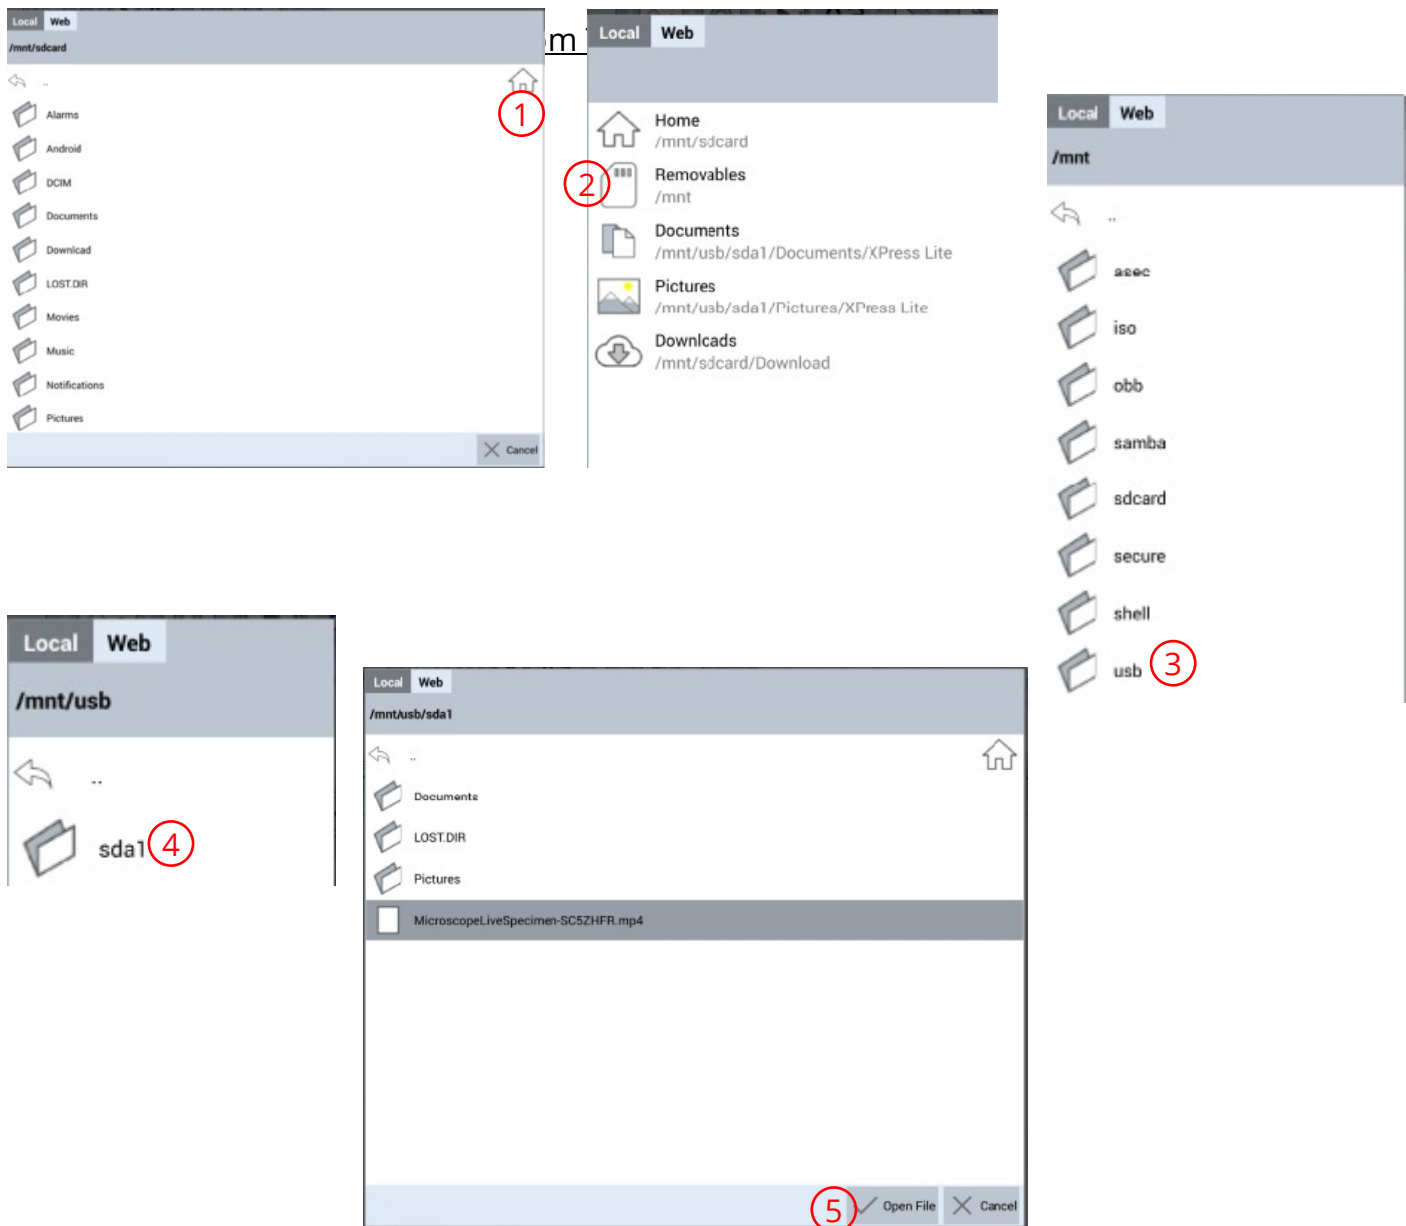 Local Web
/mnt/sdcard
..
1
Alarms
Android
DCIM
Documents
Downlcad
LOST.DIR
Movies
Music
Notifications
Pictures
Cancel
Local Web
Home
/mnt/sdcard
2
Removables
/mnt
Documents
/mnt/usb/sda1/Documents/XPress Lite
Pictures
/mnt/usb/sda1/Pictures/XPress Lite
Downlcads
/mnt/sdcard/Download
Local Web
/mnt
..
asec
iso
obb
samba
sdcard
secure
shell
usb 3
Local Web
/mnt/usb
..
sda1 4
Local Web
/mnt/usb/sda1
..
Documents
LOST.DIR
Pictures
MicroscopeLiveSpecimen-SC5ZHFR.mp4
5 Open File Cancel